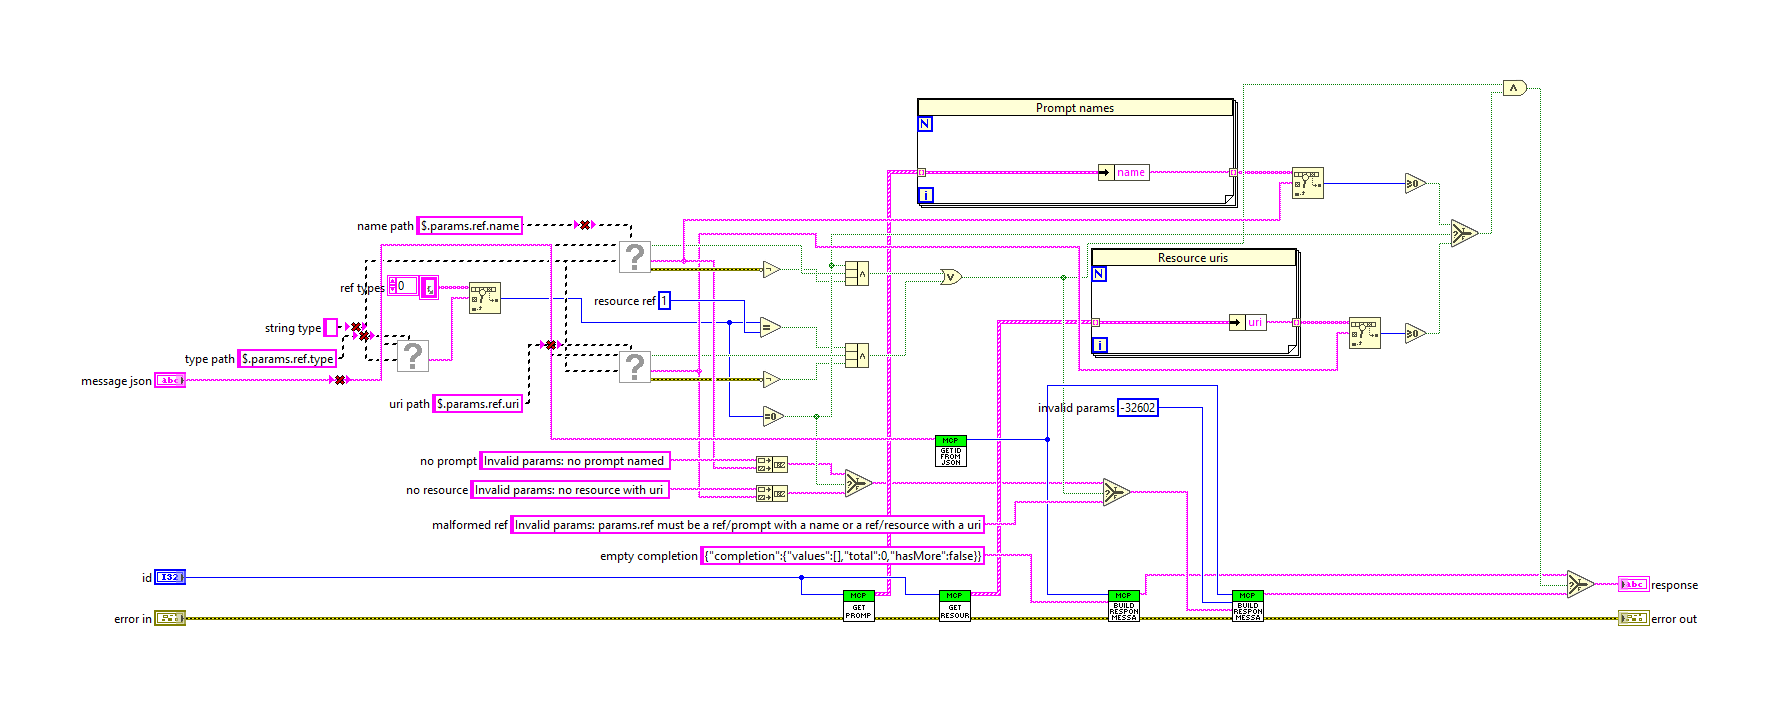 Prompt names
N
name
i
name path $.params.ref.name
Resource uris
N
uri
i
ref types 0
resource ref 1
string type
type path $.params.ref.type
message json abc
uri path $.params.ref.uri
invalid params -32602
MCP
GETID
FROM
JSON
no prompt Invalid params: no prompt named
no resource Invalid params: no resource with uri
malformed ref Invalid params: params.ref must be a ref/prompt with a name or a ref/resource with a uri
empty completion {"completion":{"values":[],"total":0,"hasMore":false}}
id I32
MCP
GET
PROMP
MCP
GET
RESOUR
MCP
BUILD
RESPON
MESSA
MCP
BUILD
RESPON
MESSA
abc response
error in
error out